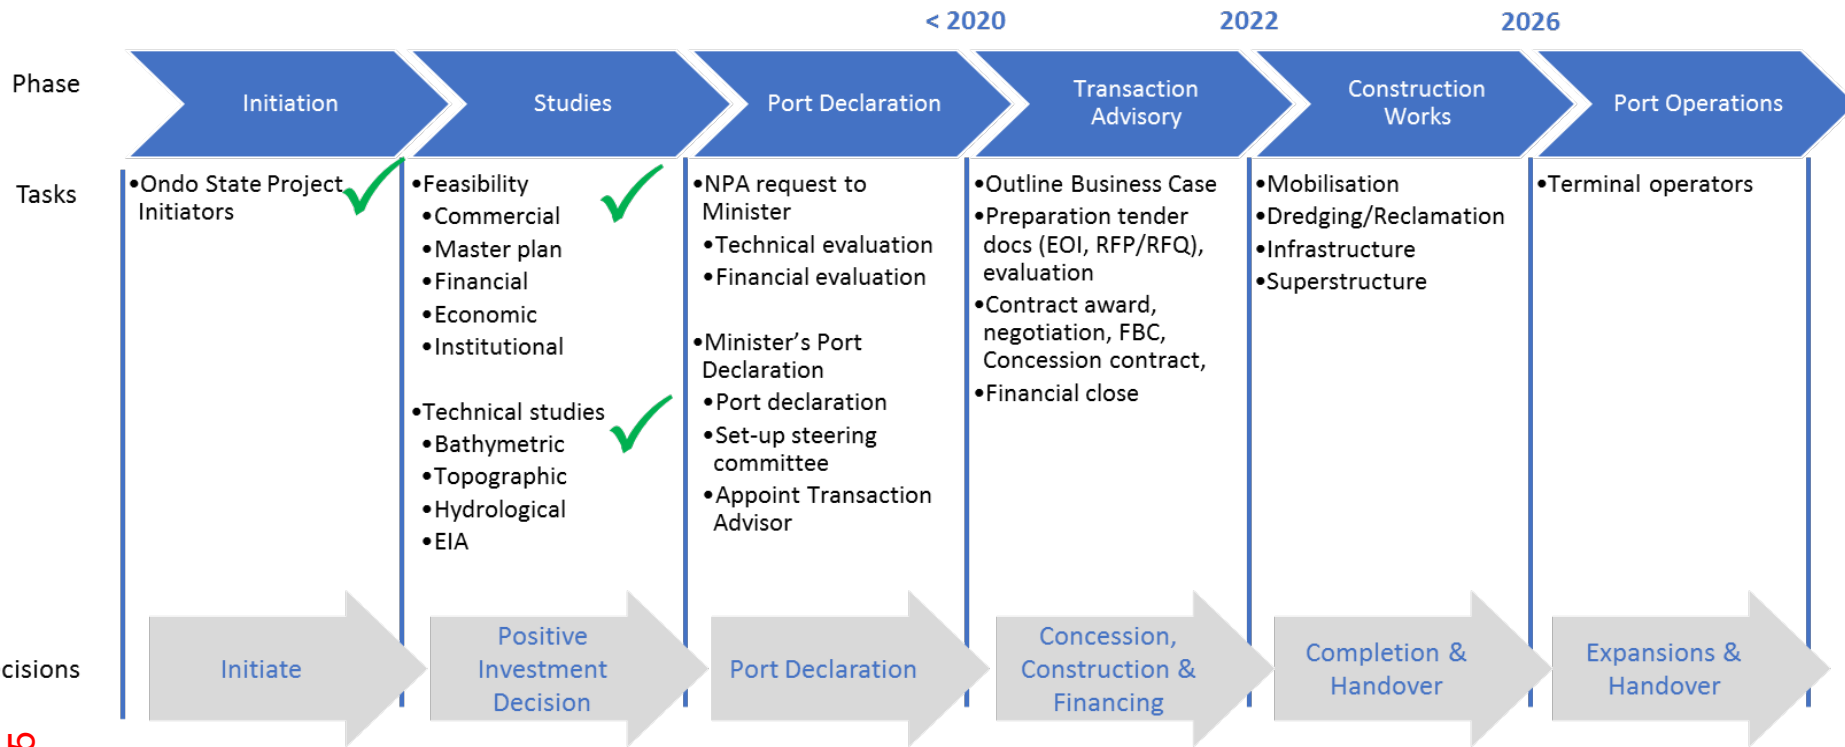 < 2020
2022
2026
Phase
Initiation
Studies
Port Declaration
Transaction
Advisory
Construction
Works
Port Operations
Tasks
•Ondo State Project
Initiators
•Feasibility
•Commercial
•Master plan
•Financial
•Economic
•Institutional
•Technical studies
•Bathymetric
•Topographic
•Hydrological
•EIA
•NPA request to
Minister
•Technical evaluation
•Financial evaluation
•Minister’s Port
Declaration
•Port declaration
•Set-up steering
committee
•Appoint Transaction
Advisor
•Outline Business Case
•Preparation tender
docs (EOI, RFP/RFQ),
evaluation
•Contract award,
negotiation, FBC,
Concession contract,
•Financial close
•Mobilisation
•Dredging/Reclamation
•Infrastructure
•Superstructure
•Terminal operators
cisions
Initiate
Positive
Investment
Decision
Port Declaration
Concession,
Construction &
Financing
Completion &
Handover
Expansions &
Handover
5